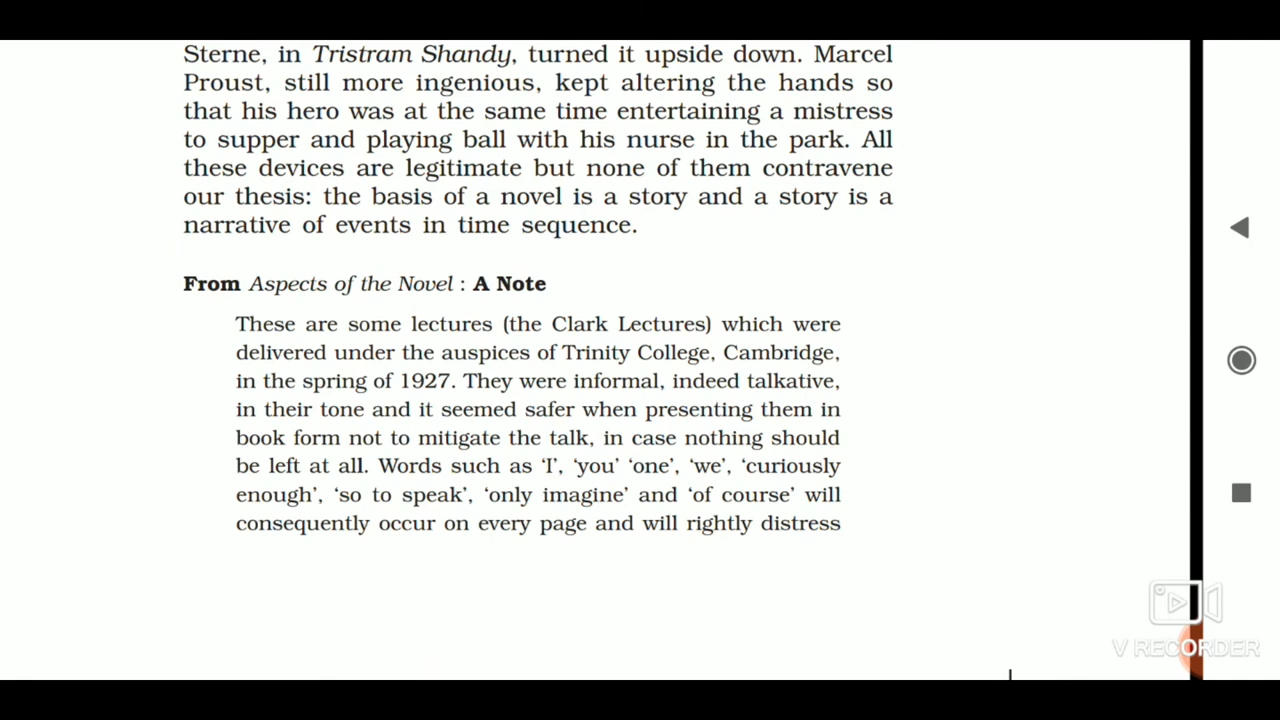 Sterne, in Tristram Shandy, turned it upside down. Marcel
Proust, still more ingenious, kept altering the hands so
that his hero was at the same time entertaining a mistress
to supper and playing ball with his nurse in the park. All
these devices are legitimate but none of them contravene
our thesis: the basis of a novel is a story and a story is a
narrative of events in time sequence.
From Aspects of the Novel : A Note
These are some lectures (the Clark Lectures) which were
delivered under the auspices of Trinity College, Cambridge,
in the spring of 1927. They were informal, indeed talkative,
in their tone and it seemed safer when presenting them in
book form not to mitigate the talk, in case nothing should
be left at all. Words such as ‘I’, ‘you’ ‘one’, ‘we’, ‘curiously
enough’, ‘so to speak’, ‘only imagine’ and ‘of course’ will
consequently occur on every page and will rightly distress
V RECORDER